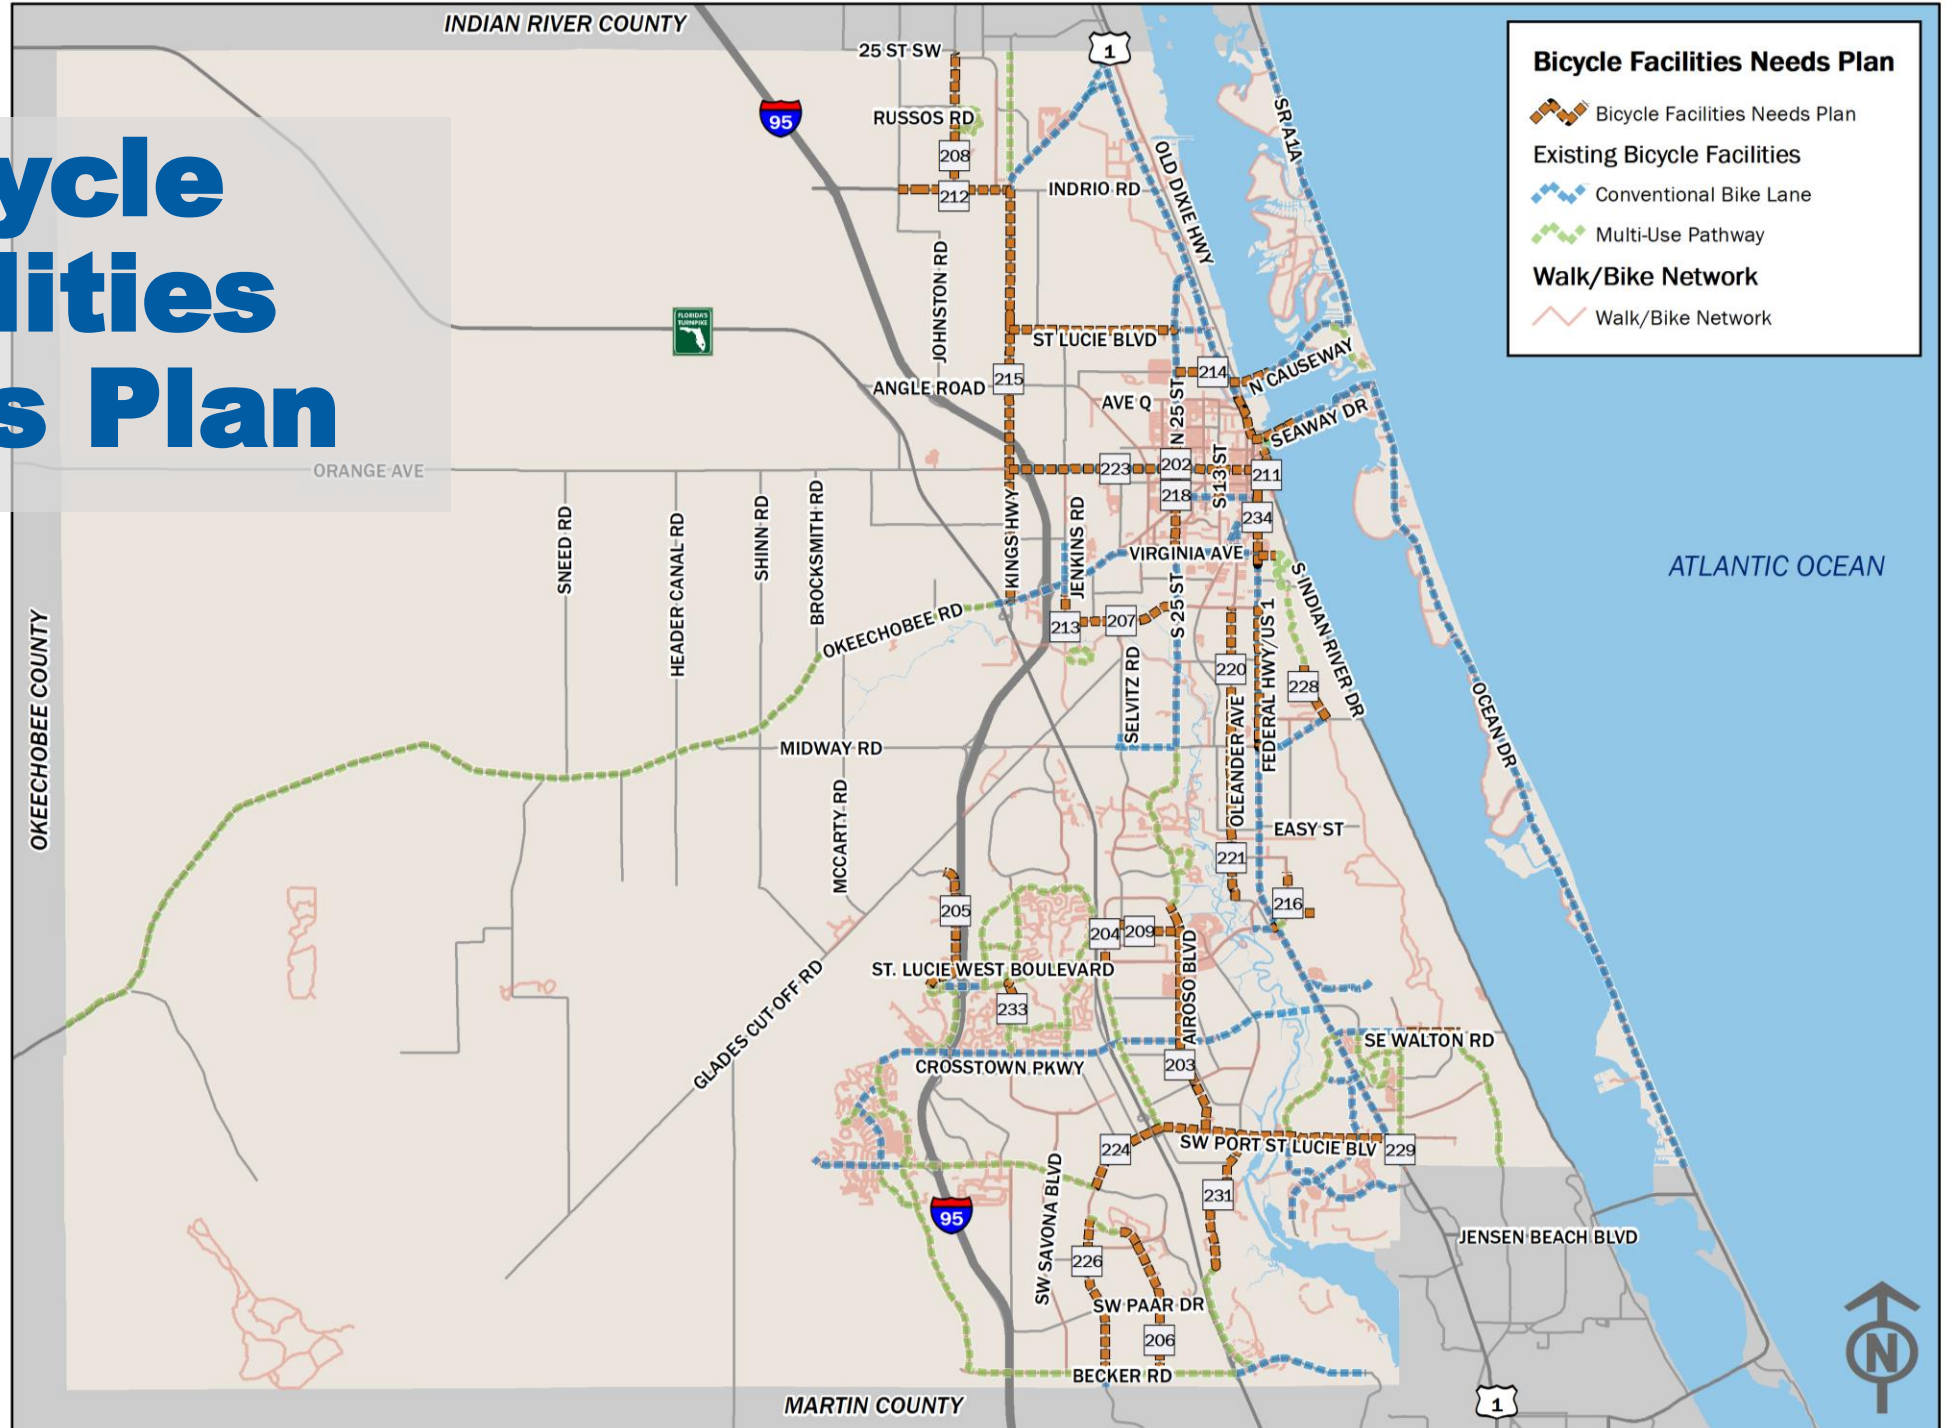 ycle
lities
s Plan
INDIAN RIVER COUNTY
25 ST SW
1
95
RUSSOS RD
208
212
INDRIO RD
OLD DIXIE HWY
SR A1A
Bicycle Facilities Needs Plan
Bicycle Facilities Needs Plan
Existing Bicycle Facilities
Conventional Bike Lane
Multi-Use Pathway
Walk/Bike Network
Walk/Bike Network
FLORIDA'S
TURNPIKE
JOHNSTON RD
ST LUCIE BLVD
215
ANGLE ROAD
214
N CAUSEWAY
AVE Q
N 25 ST
SEAWAY DR
ORANGE AVE
223
202
S 13 ST
211
218
234
SNEED RD
HEADER CANAL RD
SHINN RD
BROCKSMITH RD
KINGS HWY
JENKINS RD
VIRGINIA AVE
ATLANTIC OCEAN
OKEECHOBEE RD
213
207
S 25 ST
S INDIAN RIVER DR
OKEECHOBEE COUNTY
SELVITZ RD
220
FEDERAL HWY/US 1
228
OCEAN DR
MIDWAY RD
OLEANDER AVE
MCCARTY RD
EASY ST
221
205
216
204
209
AIROSO BLVD
ST. LUCIE WEST BOULEVARD
233
GLADES CUT OFF RD
SE WALTON RD
CROSSTOWN PKWY
203
224
SW PORT ST LUCIE BLV
229
SW SAVONA BLVD
231
95
JENSEN BEACH BLVD
226
SW PAAR DR
206
BECKER RD
MARTIN COUNTY
1
N